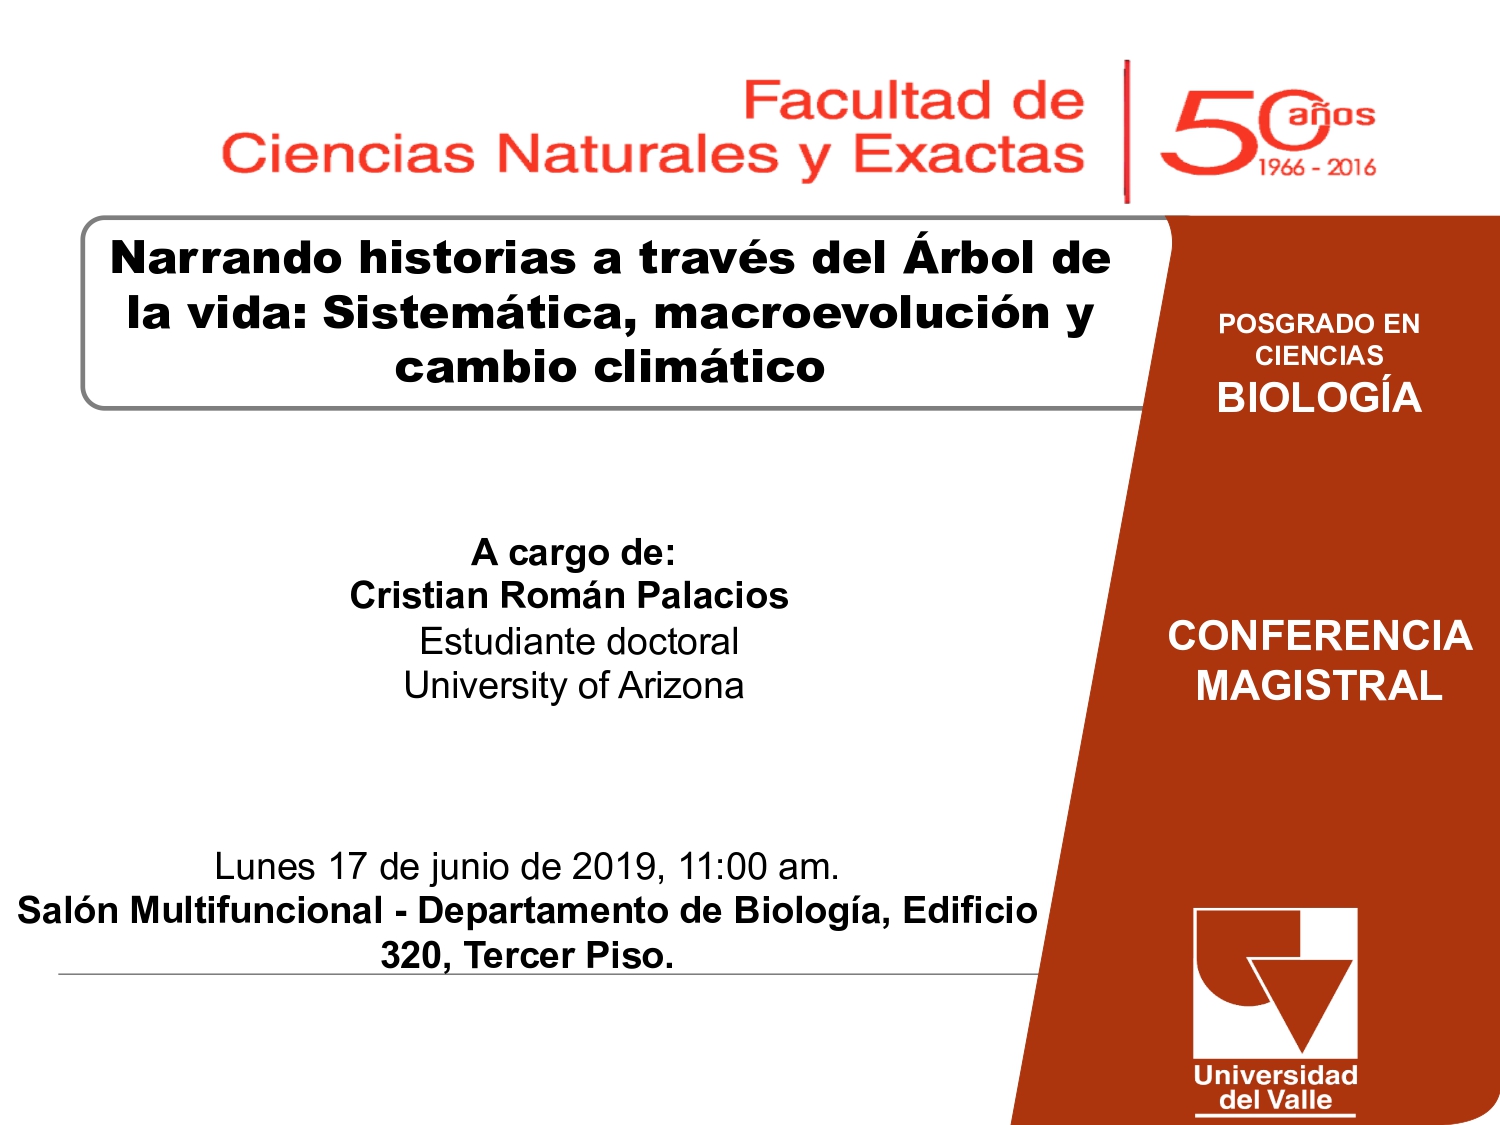 Facultad de
Ciencias Naturales y Exactas
50 años
1966 - 2016
Narrando historias a través del Árbol de
la vida: Sistemática, macroevolución y
cambio climático
POSGRADO EN
CIENCIAS
BIOLOGÍA
A cargo de:
Cristian Román Palacios
Estudiante doctoral
University of Arizona
CONFERENCIA
MAGISTRAL
Lunes 17 de junio de 2019, 11:00 am.
Salón Multifuncional - Departamento de Biología, Edificio
320, Tercer Piso.
Universidad
del Valle